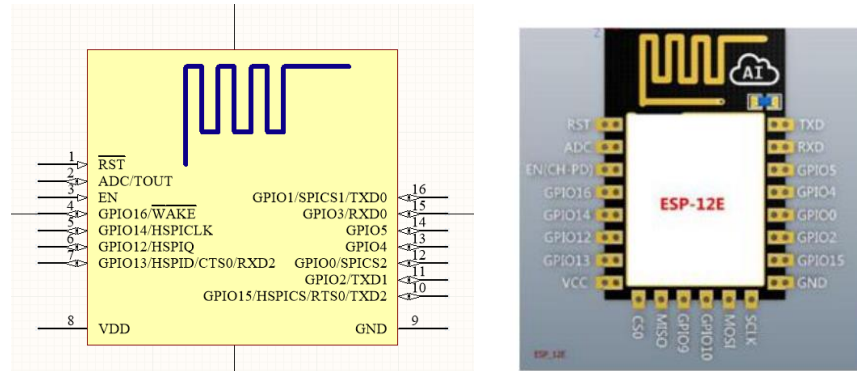 1 RST
2 ADC/TOUT
3 EN
4 GPIO16/WAKE
5 GPIO14/HSPICLK
6 GPIO12/HSPIQ
7 GPIO13/HSPID/CTS0/RXD2
8 VDD
GPIO1/SPICS1/TXD0 16
GPIO3/RXD0 15
GPIO5 14
GPIO4 13
GPIO0/SPICS2 12
GPIO2/TXD1 11
GPIO15/HSPICS/RTS0/TXD2 10
GND 9
Z
AI
RST
ADC
EN(CH-PD)
GPIO16
GPIO14
GPIO12
GPIO13
VCC
ESP-12E
TXD
RXD
GPIO5
GPIO4
GPIO0
GPIO2
GPIO15
GND
CS0
MISO
GPIO9
GPIO10
MOSI
SCLK
ESP_12E